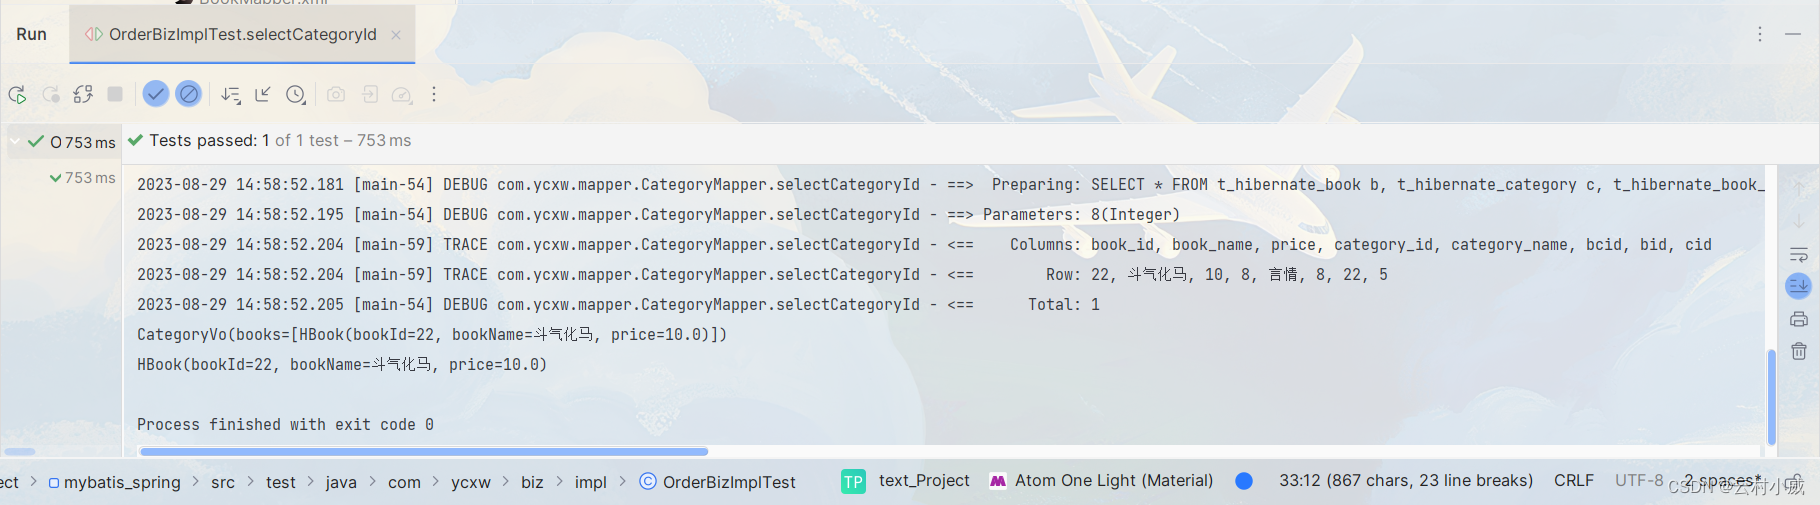 BookMapper.xml
Run OrderBizImplTest.selectCategoryId
O 753 ms
Tests passed: 1 of 1 test – 753 ms
753 ms
2023-08-29 14:58:52.181 [main-54] DEBUG com.ycxw.mapper.CategoryMapper.selectCategoryId - ==>  Preparing: SELECT * FROM t_hibernate_book b, t_hibernate_category c, t_hibernate_book_
2023-08-29 14:58:52.195 [main-54] DEBUG com.ycxw.mapper.CategoryMapper.selectCategoryId - ==> Parameters: 8(Integer)
2023-08-29 14:58:52.204 [main-59] TRACE com.ycxw.mapper.CategoryMapper.selectCategoryId - <==    Columns: book_id, book_name, price, category_id, category_name, bcid, bid, cid
2023-08-29 14:58:52.204 [main-59] TRACE com.ycxw.mapper.CategoryMapper.selectCategoryId - <==        Row: 22, 斗气化马, 10, 8, 言情, 8, 22, 5
2023-08-29 14:58:52.205 [main-54] DEBUG com.ycxw.mapper.CategoryMapper.selectCategoryId - <==      Total: 1
CategoryVo(books=[HBook(bookId=22, bookName=斗气化马, price=10.0)])
HBook(bookId=22, bookName=斗气化马, price=10.0)
Process finished with exit code 0
ect > mybatis_spring > src > test > java > com > ycxw > biz > impl > OrderBizImplTest TP text_Project Atom One Light (Material) 33:12 (867 chars, 23 line breaks) CRLF UTF-8 2 spaces*
CSDN @云村小威